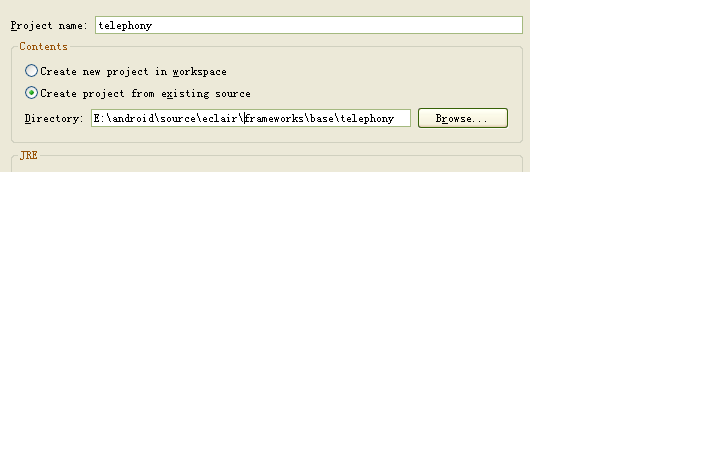 Project name: telephony
Contents
Create new project in workspace
Create project from existing source
Directory: E:\android\source\eclair\frameworks\base\telephony Browse...
JRE